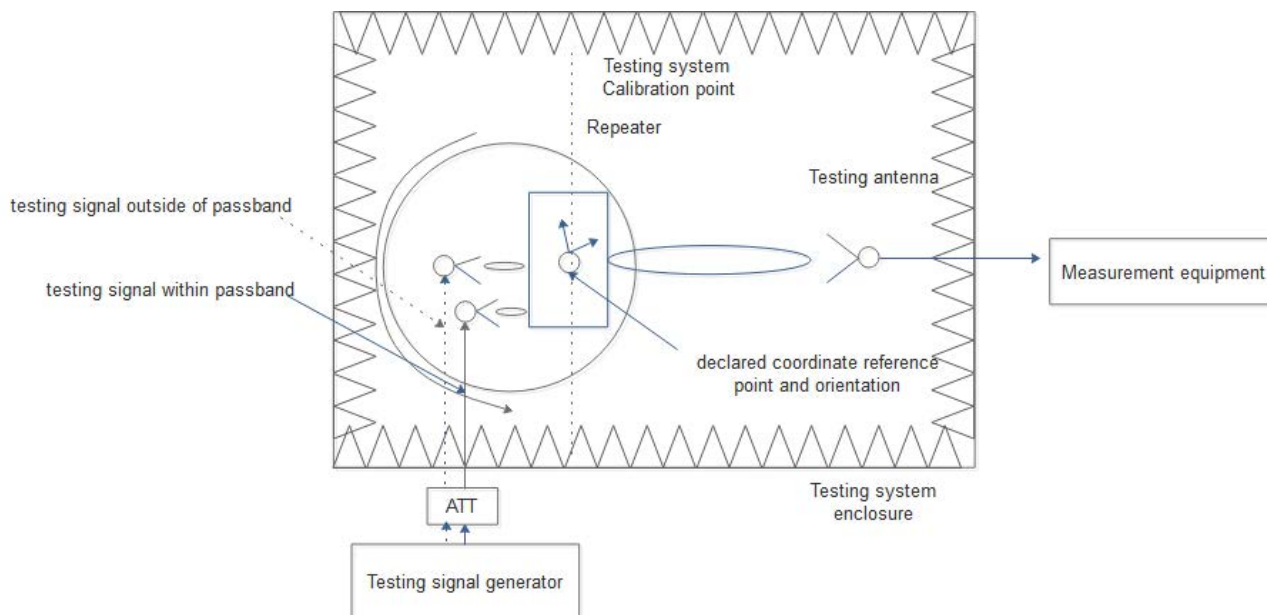 Testing system
Calibration point
Repeater
Testing antenna
testing signal outside of passband
testing signal within passband
Measurement equipment
declared coordinate reference
point and orientation
ATT
Testing system
enclosure
Testing signal generator